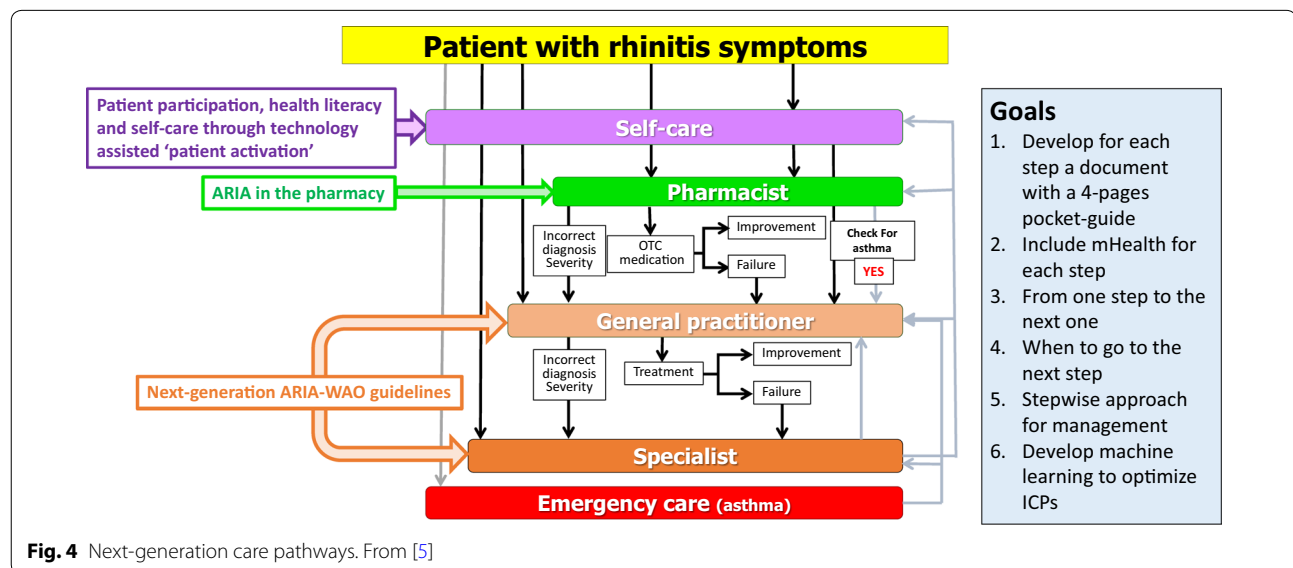 Patient with rhinitis symptoms
Patient participation, health literacy
and self-care through technology
assisted ‘patient activation’
Self-care
ARIA in the pharmacy
Pharmacist
Incorrect
diagnosis
Severity
OTC
medication
Improvement
Failure
Check For
asthma
YES
General practitioner
Next-generation ARIA-WAO guidelines
Incorrect
diagnosis
Severity
Treatment
Improvement
Failure
Specialist
Emergency care (asthma)
Goals
1. Develop for each
step a document
with a 4-pages
pocket-guide
2. Include mHealth for
each step
3. From one step to the
next one
4. When to go to the
next step
5. Stepwise approach
for management
6. Develop machine
learning to optimize
ICPs
Fig. 4 Next-generation care pathways. From [5]